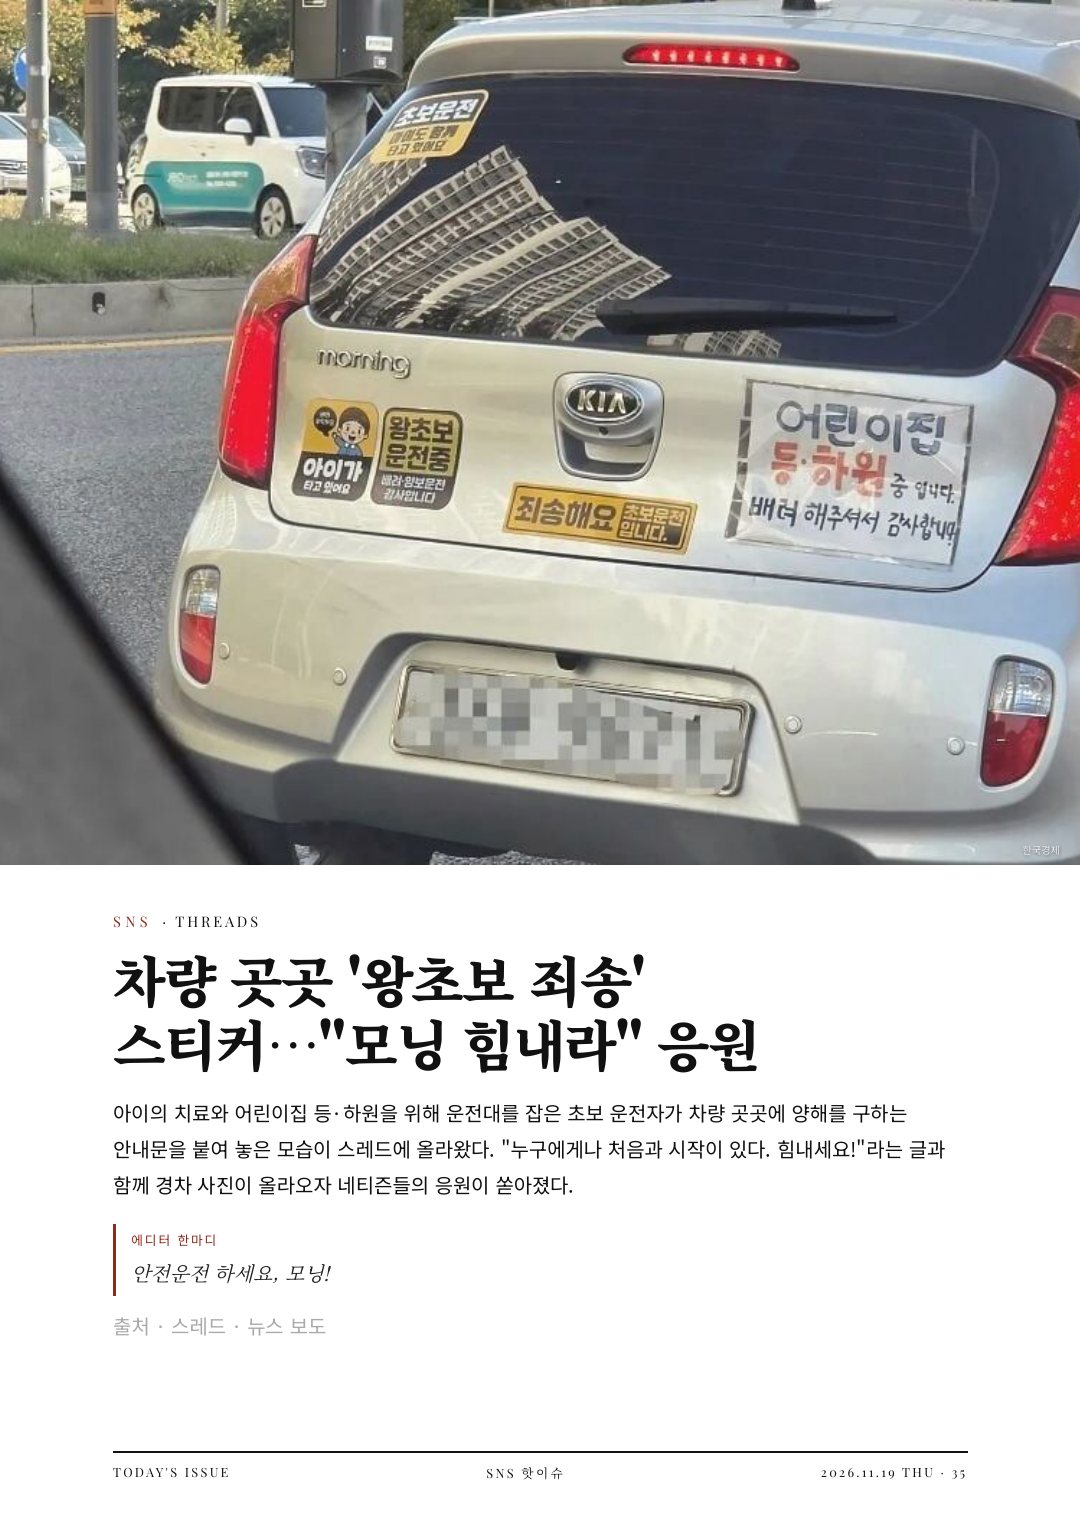 초보운전
아이도 함께
타고 있어요
morning
KIA
아이가
타고 있어요
왕초보
운전중
배려·양보운전
감사합니다
죄송해요 초보운전
입니다.
어린이집
등·하원 중 입니다.
배려 해주셔서 감사합니다
한국경제
SNS · THREADS
차량 곳곳 '왕초보 죄송'
스티커…"모닝 힘내라" 응원
아이의 치료와 어린이집 등·하원을 위해 운전대를 잡은 초보 운전자가 차량 곳곳에 양해를 구하는
안내문을 붙여 놓은 모습이 스레드에 올라왔다. "누구에게나 처음과 시작이 있다. 힘내세요!"라는 글과
함께 경차 사진이 올라오자 네티즌들의 응원이 쏟아졌다.
에디터 한마디
안전운전 하세요, 모닝!
출처 · 스레드 · 뉴스 보도
TODAY'S ISSUE
SNS 핫이슈
2026.11.19 THU · 35